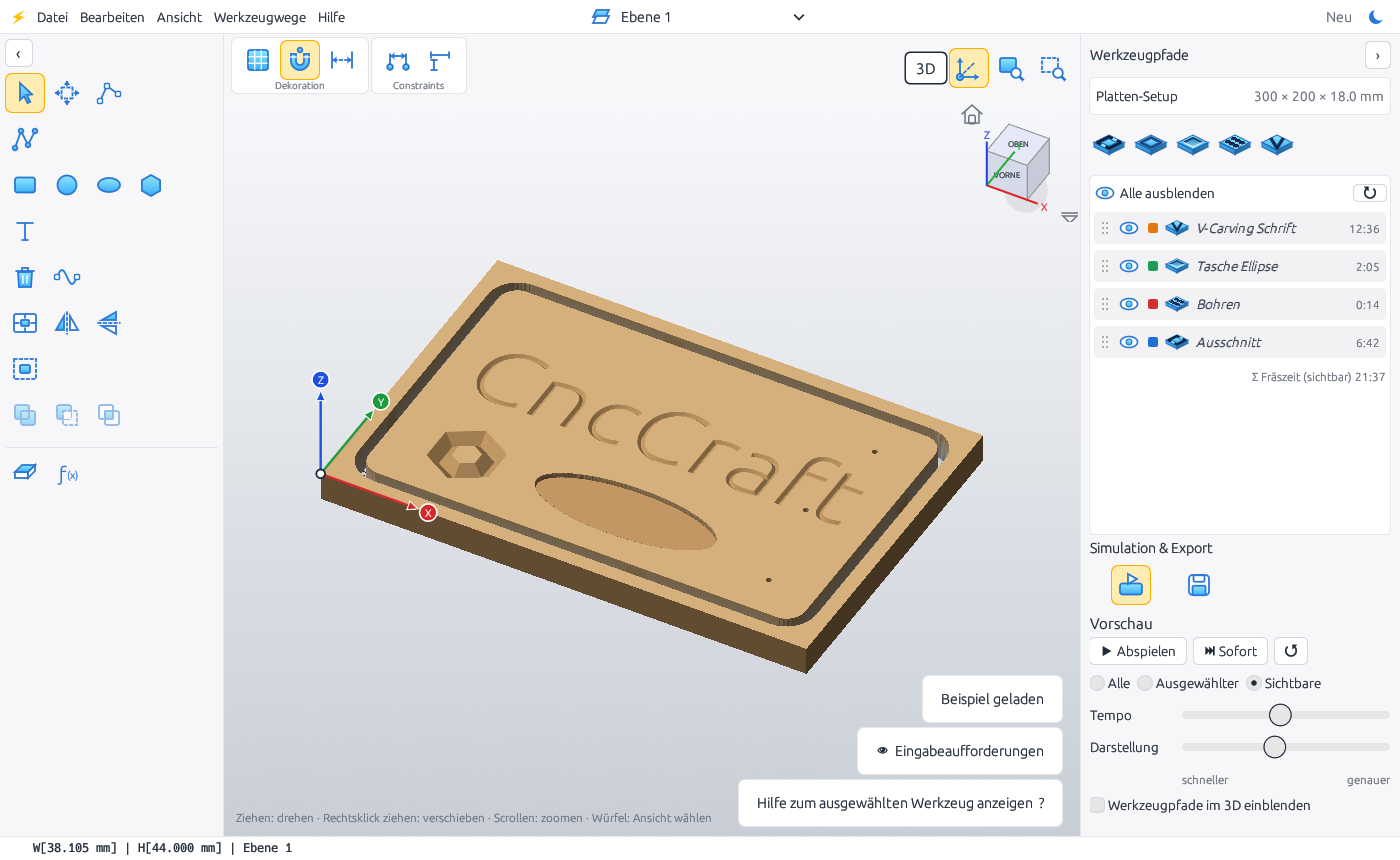 Datei Bearbeiten Ansicht Werkzeugwege Hilfe
Ebene 1
Neu
Dekoration
Constraints
3D
OBEN
VORNE
Z
Y
X
Z
Y
X
CncCraft
Werkzeugpfade
Platten-Setup 300 × 200 × 18.0 mm
Alle ausblenden
V-Carving Schrift 12:36
Tasche Ellipse 2:05
Bohren 0:14
Ausschnitt 6:42
Σ Fräszeit (sichtbar) 21:37
Simulation & Export
Vorschau
Abspielen Sofort
Alle Ausgewählter Sichtbare
Tempo
Darstellung
schneller genauer
Werkzeugpfade im 3D einblenden
f(x)
Beispiel geladen
Eingabeaufforderungen
Hilfe zum ausgewählten Werkzeug anzeigen ?
Ziehen: drehen · Rechtsklick ziehen: verschieben · Scrollen: zoomen · Würfel: Ansicht wählen
W[38.105 mm] | H[44.000 mm] | Ebene 1